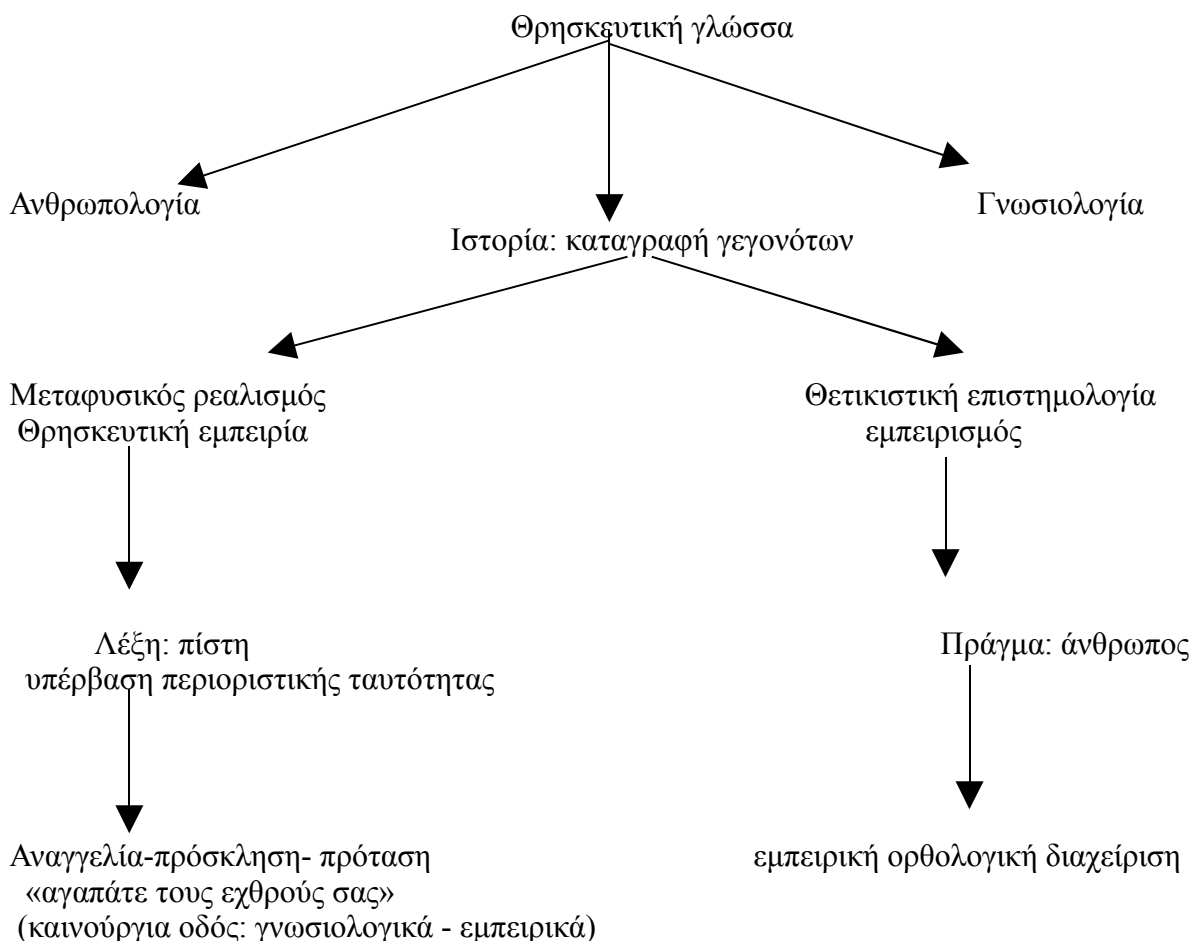 Θρησκευτική γλώσσα
Ανθρωπολογία
Γνωσιολογία
Ιστορία: καταγραφή γεγονότων
Μεταφυσικός ρεαλισμός
Θρησκευτική εμπειρία
Θετικιστική επιστημολογία
εμπειρισμός
Λέξη: πίστη
υπέρβαση περιοριστικής ταυτότητας
Πράγμα: άνθρωπος
Αναγγελία-πρόσκληση- πρόταση
«αγαπάτε τους εχθρούς σας»
(καινούργια οδός: γνωσιολογικά - εμπειρικά)
εμπειρική ορθολογική διαχείριση